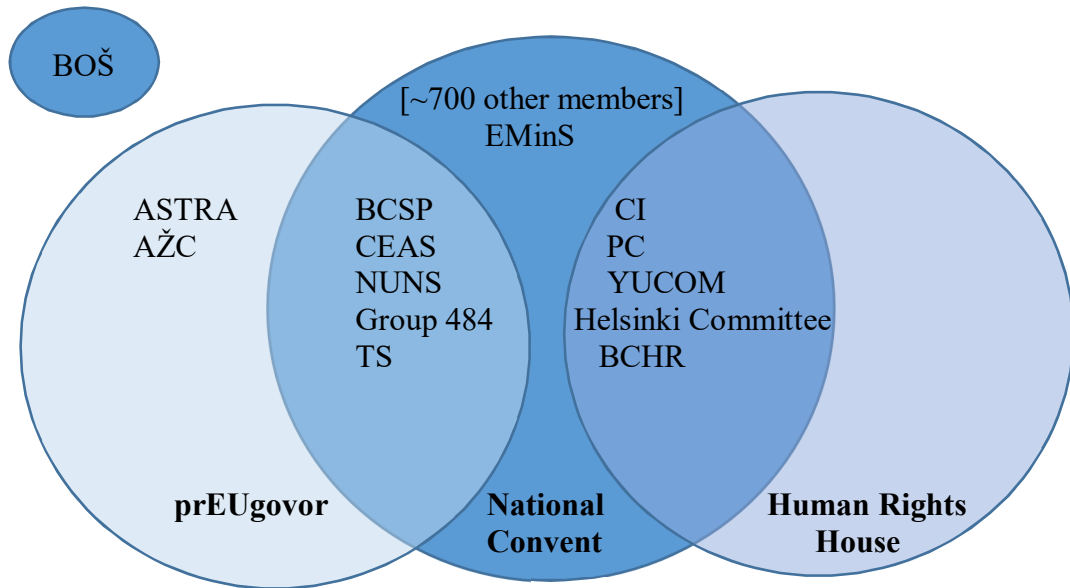 BOŠ
[~700 other members]
EMinS
ASTRA
AŽC
BCSP
CEAS
NUNS
Group 484
TS
CI
PC
YUCOM
Helsinki Committee
BCHR
prEUgovor
National
Convent
Human Rights
House